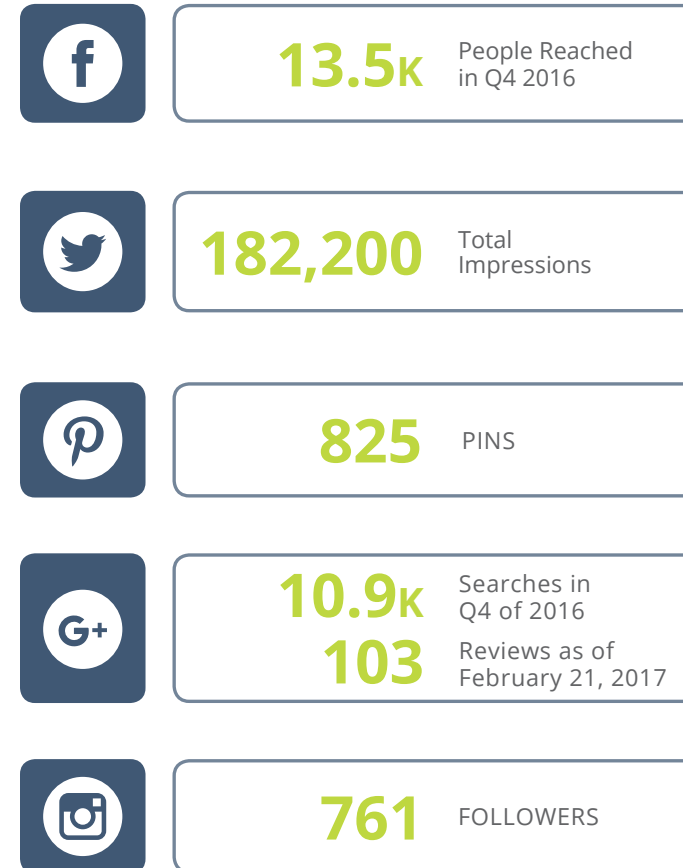 13.5K
People Reached
in Q4 2016
182,200
Total
Impressions
825
PINS
G+
10.9K
Searches in
Q4 of 2016
103
Reviews as of
February 21, 2017
761
FOLLOWERS